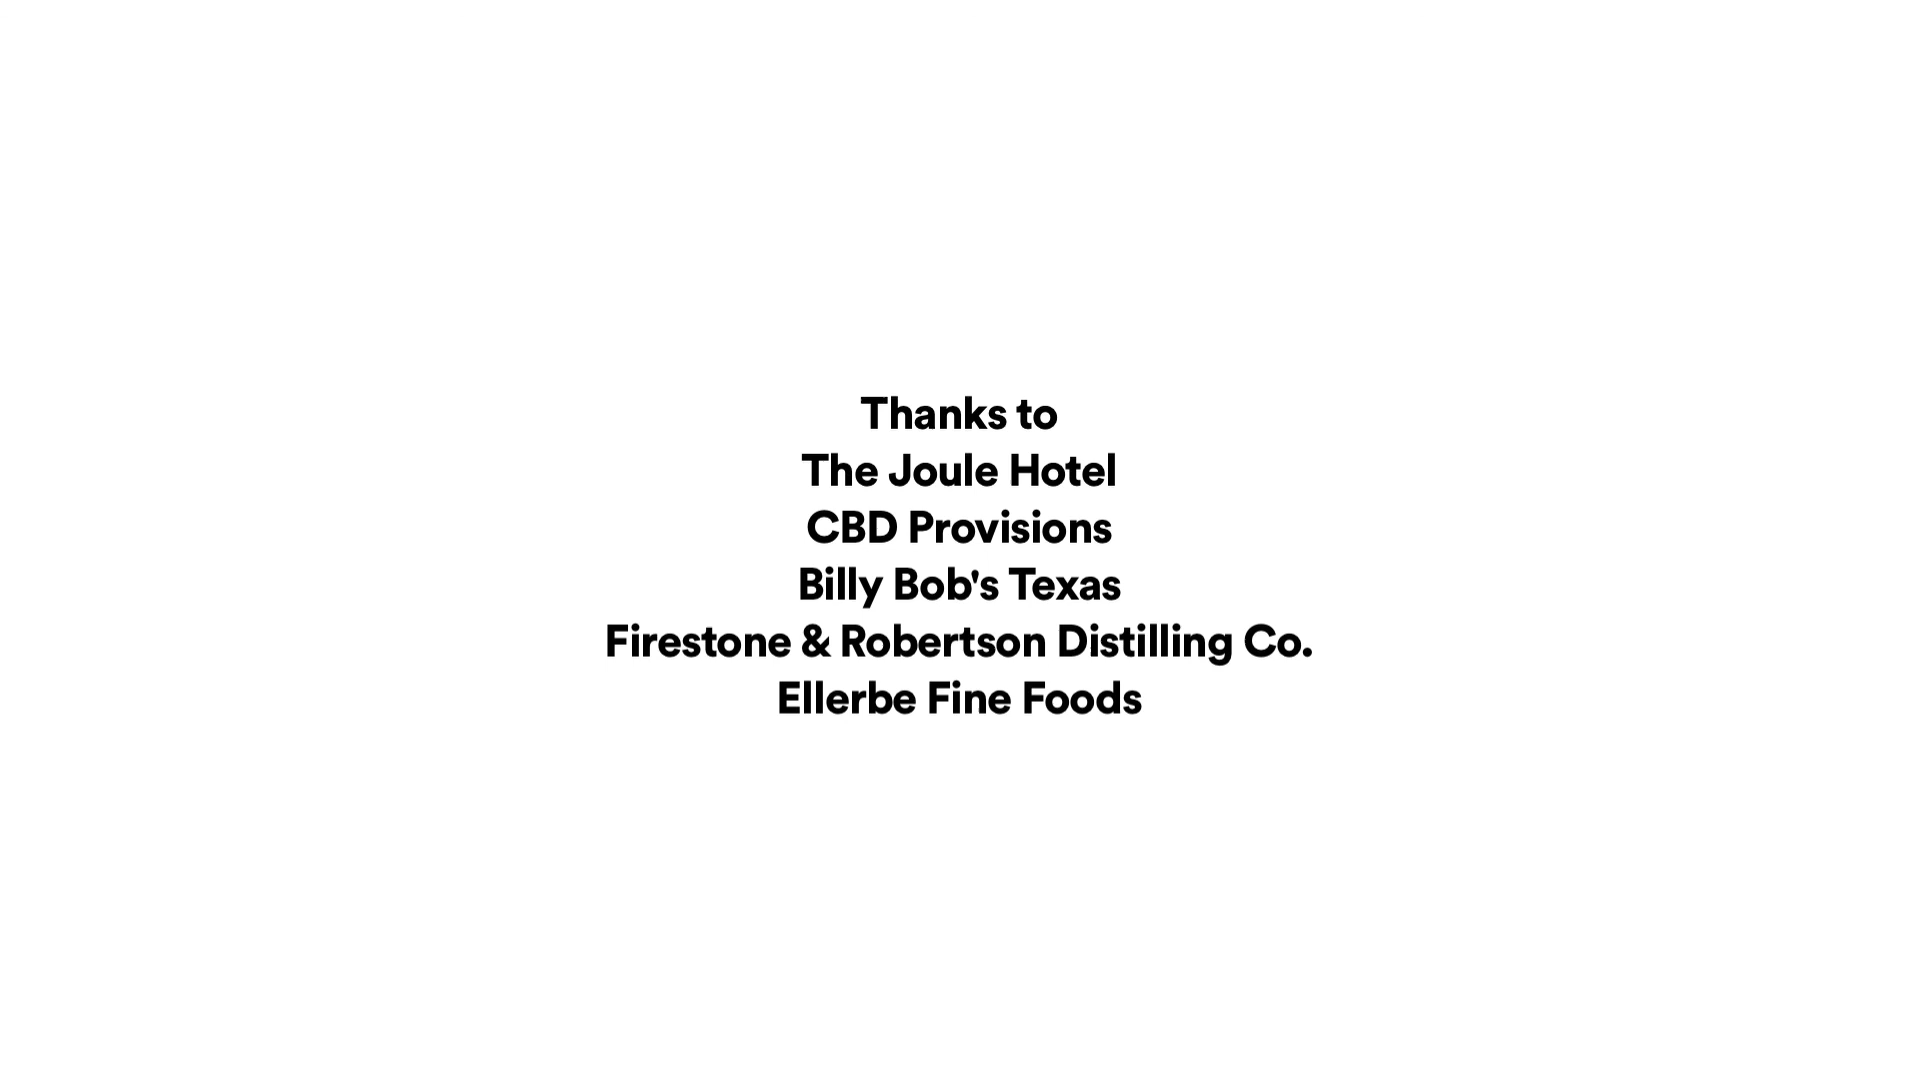 Thanks to
The Joule Hotel
CBD Provisions
Billy Bob's Texas
Firestone & Robertson Distilling Co.
Ellerbe Fine Foods